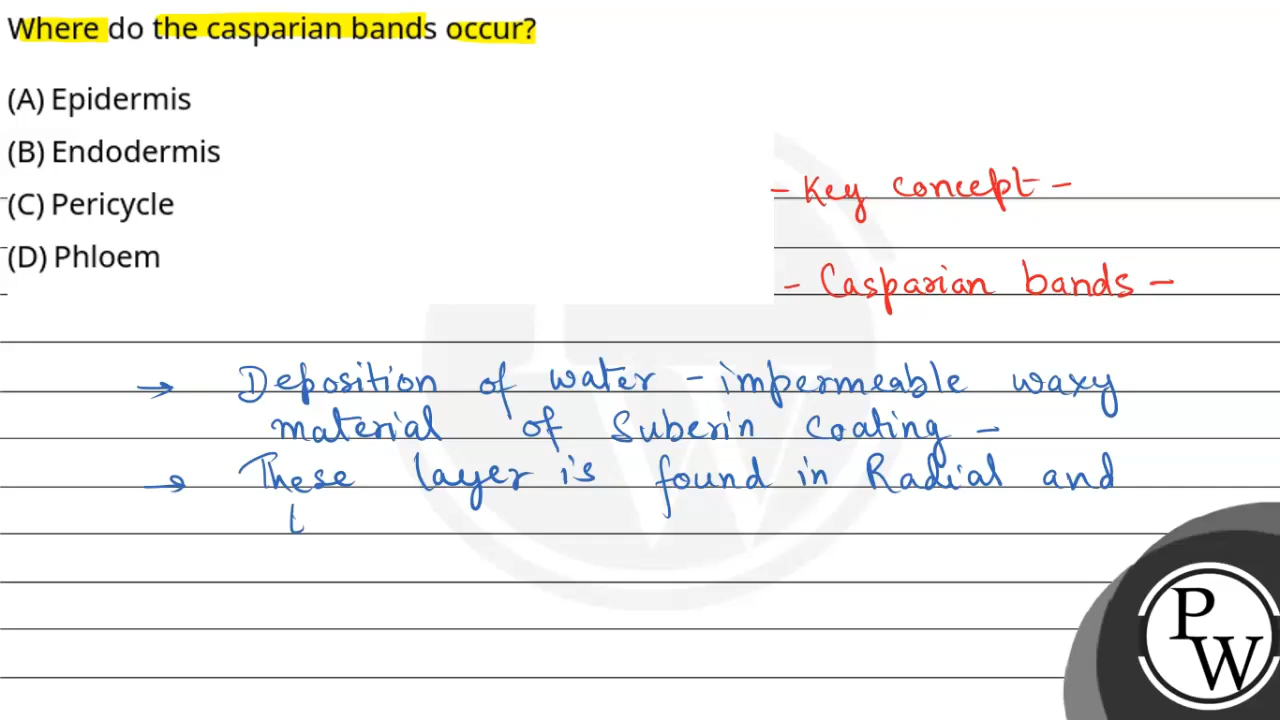 Where do the casparian bands occur?
(A) Epidermis
(B) Endodermis
(C) Pericycle
(D) Phloem
- Key concept -
- Casparian bands -
→ Deposition of water - impermeable waxy
material of Suberin coating -
→ These layer is found in Radial and
t
PW